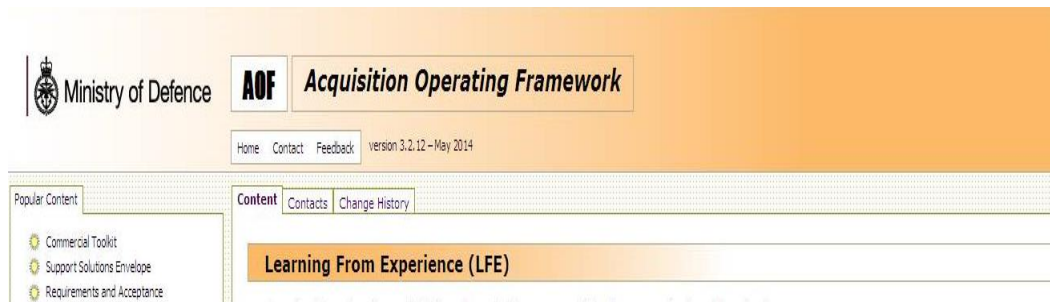 Ministry of Defence
AOF
Acquisition Operating Framework
Home Contact Feedback version 3.2.12 – May 2014
Popular Content
Commercial Toolkit
Support Solutions Envelope
Requirements and Acceptance
Content Contacts Change History
Learning From Experience (LFE)